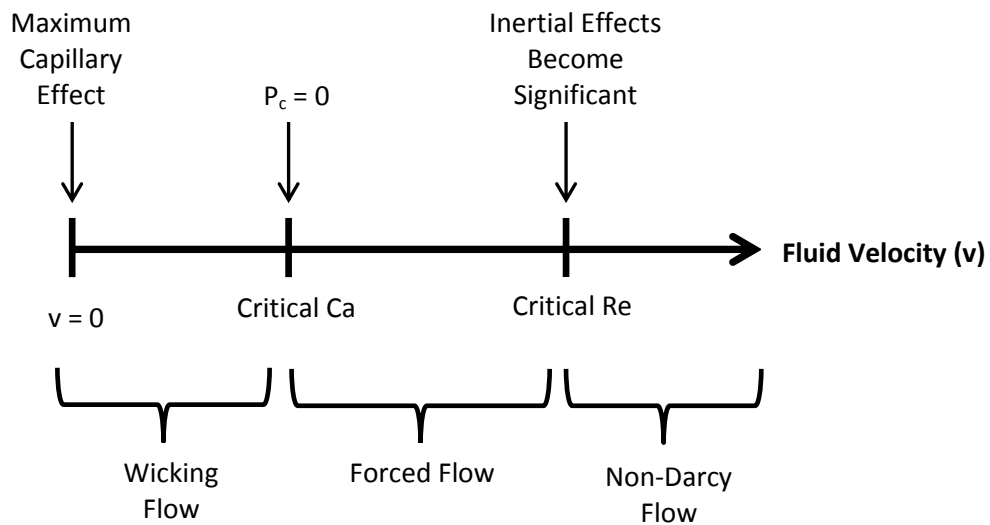 Maximum
Capillary
Effect
P_c = 0
Inertial Effects
Become
Significant
Fluid Velocity (v)
v = 0
Critical Ca
Critical Re
Wicking
Flow
Forced Flow
Non-Darcy
Flow